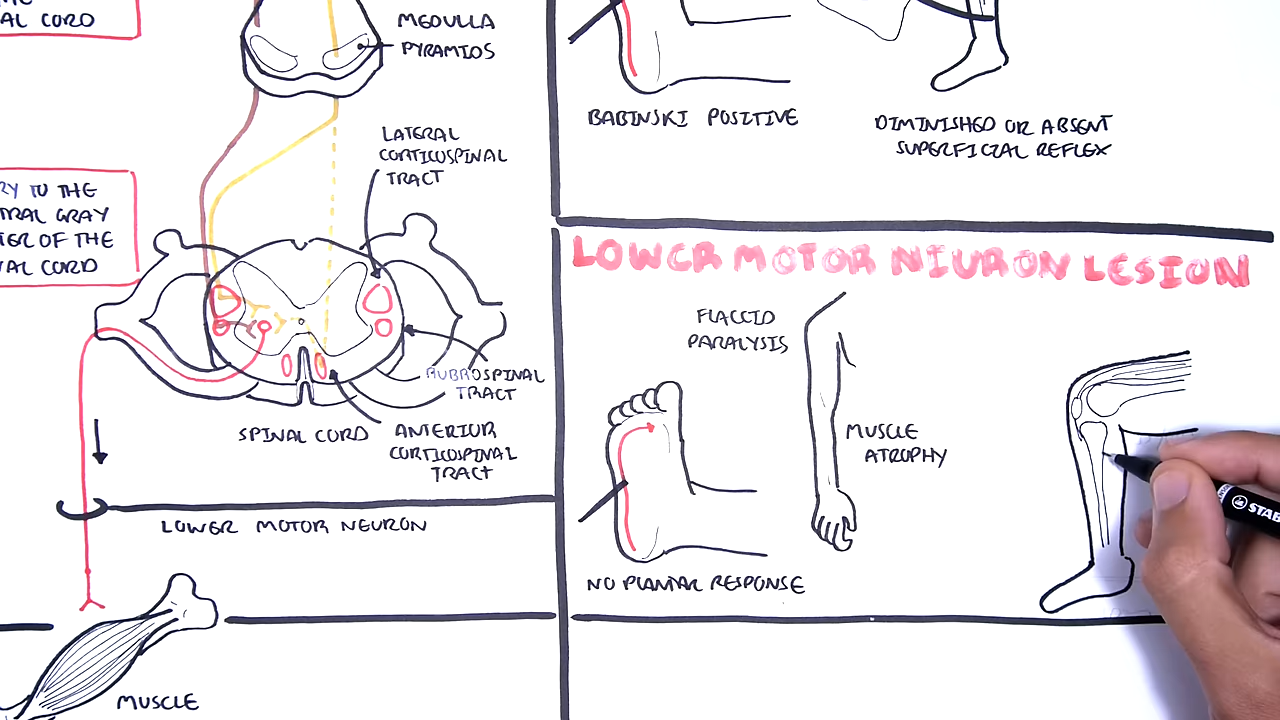 AL CORD
MEDULLA
PYRAMIDS
LATERAL
CORTICOSPINAL
TRACT
RY TO THE
TRAL GRAY
TER OF THE
AL CORD
RUBROSPINAL
TRACT
SPINAL CORD
ANTERIOR
CORTICOSPINAL
TRACT
LOWER MOTOR NEURON
MUSCLE
BABINSKI POSITIVE
DIMINISHED OR ABSENT
SUPERFICIAL REFLEX
LOWER MOTOR NEURON LESION
FLACCID
PARALYSIS
MUSCLE
ATROPHY
NO PLANTAR RESPONSE
STAB